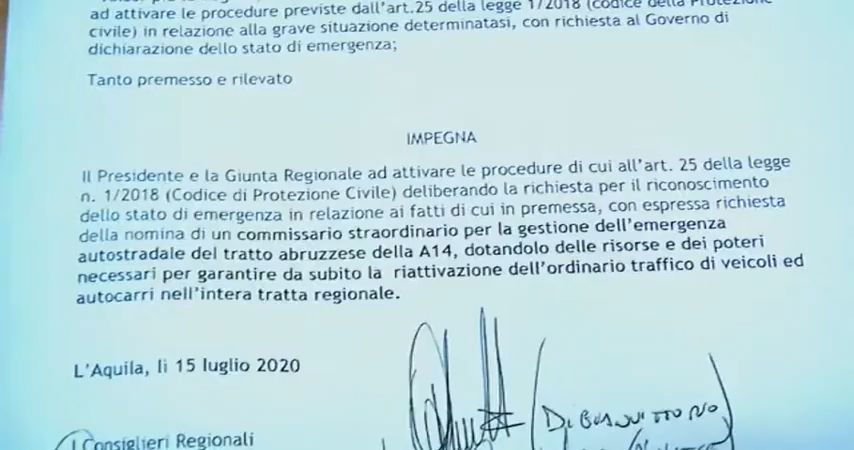 ad attivare le procedure previste dall'art.25 della legge 1/2018 (codice della Protezione
civile) in relazione alla grave situazione determinatasi, con richiesta al Governo di
dichiarazione dello stato di emergenza;
Tanto premesso e rilevato
IMPEGNA
Il Presidente e la Giunta Regionale ad attivare le procedure di cui all'art. 25 della legge
n. 1/2018 (Codice di Protezione Civile) deliberando la richiesta per il riconoscimento
dello stato di emergenza in relazione ai fatti di cui in premessa, con espressa richiesta
della nomina di un commissario straordinario per la gestione dell'emergenza
autostradale del tratto abruzzese della A14, dotandolo delle risorse e dei poteri
necessari per garantire da subito la riattivazione dell'ordinario traffico di veicoli ed
autocarri nell'intera tratta regionale.
L'Aquila, li 15 luglio 2020
I Consiglieri Regionali